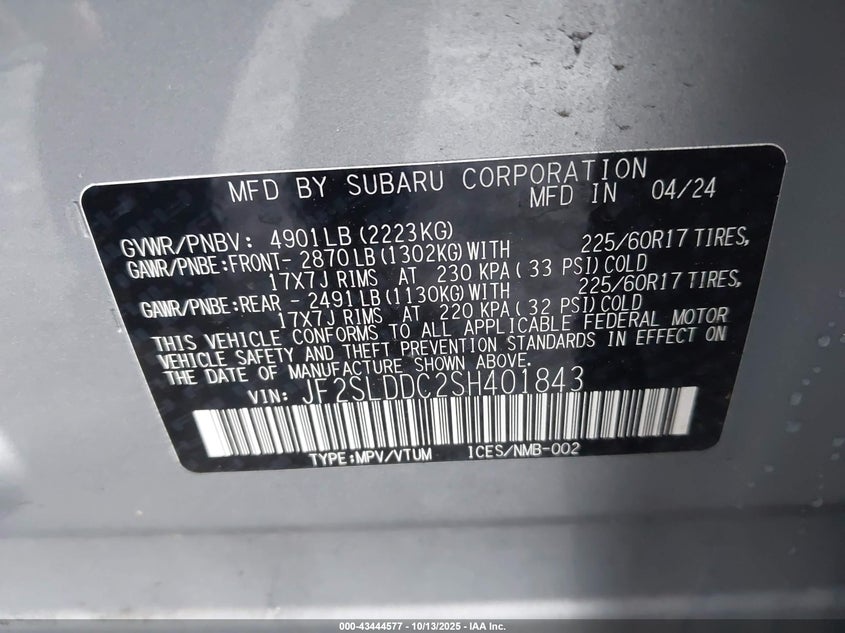 MFD BY SUBARU CORPORATION
MFD IN 04/24
GVWR/PNBV: 4901LB (2223KG)
GAWR/PNBE:FRONT- 2870LB (1302KG) WITH 225/60R17 TIRES,
17X7J RIMS AT 230 KPA ( 33 PSI) COLD
GAWR/PNBE:REAR - 2491LB (1130KG) WITH 225/60R17 TIRES,
17X7J RIMS AT 220 KPA ( 32 PSI) COLD
THIS VEHICLE CONFORMS TO ALL APPLICABLE FEDERAL MOTOR
VEHICLE SAFETY AND THEFT PREVENTION STANDARDS IN EFFECT ON
THE DATE OF MANUFACTURE SHOWN ABOVE.
VIN: JF2SLDDC2SH401843
TYPE:MPV/VTUM ICES/NMB-002
000-43444577 - 10/13/2025 - IAA Inc.